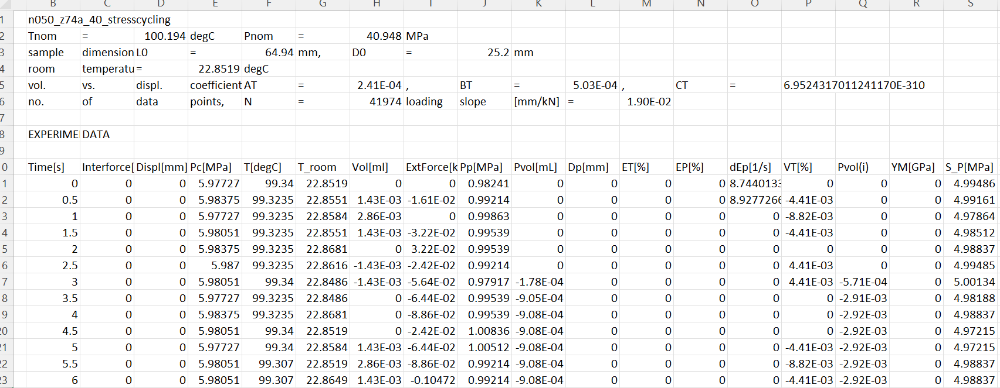 B C D E F G H I J K L M N O P Q R S
1 n050_z74a_40_stresscycling
2 Tnom = 100.194 degC Pnom = 40.948 MPa
3 sample dimension L0 = 64.94 mm, D0 = 25.2 mm
4 room temperatu = 22.8519 degC
5 vol. vs. displ. coefficient AT = 2.41E-04 , BT = 5.03E-04 , CT = 6.9524317011241170E-310
6 no. of data points, N = 41974 loading slope [mm/kN] = 1.90E-02
7
8 EXPERIME DATA
9
0 Time[s] Interforce[ Displ[mm] Pc[MPa] T[degC] T_room Vol[ml] ExtForce[k Pp[MPa] Pvol[mL] Dp[mm] ET[%] EP[%] dEp[1/s] VT[%] Pvol(i) YM[GPa] S_P[MPa]
1 0 0 0 5.97727 99.34 22.8519 0 0 0.98241 0 0 0 0 8.7440133 0 0 0 4.99486
2 0.5 0 0 5.98375 99.3235 22.8551 1.43E-03 -1.61E-02 0.99214 0 0 0 0 8.9277266 -4.41E-03 0 0 4.99161
3 1 0 0 5.97727 99.3235 22.8584 2.86E-03 0 0.99863 0 0 0 0 0 -8.82E-03 0 0 4.97864
4 1.5 0 0 5.98051 99.3235 22.8551 1.43E-03 -3.22E-02 0.99539 0 0 0 0 0 -4.41E-03 0 0 4.98512
5 2 0 0 5.98375 99.3235 22.8681 0 3.22E-02 0.99539 0 0 0 0 0 0 0 0 4.98837
6 2.5 0 0 5.987 99.3235 22.8616 -1.43E-03 -2.42E-02 0.99214 0 0 0 0 0 4.41E-03 0 0 4.99485
7 3 0 0 5.98051 99.34 22.8486 -1.43E-03 -5.64E-02 0.97917 -1.78E-04 0 0 0 0 4.41E-03 -5.71E-04 0 5.00134
8 3.5 0 0 5.97727 99.3235 22.8486 0 -6.44E-02 0.99539 -9.05E-04 0 0 0 0 0 -2.91E-03 0 4.98188
9 4 0 0 5.98375 99.3235 22.8681 0 -8.86E-02 0.99539 -9.08E-04 0 0 0 0 0 -2.92E-03 0 4.98837
20 4.5 0 0 5.98051 99.34 22.8519 0 -2.42E-02 1.00836 -9.08E-04 0 0 0 0 0 -2.92E-03 0 4.97215
21 5 0 0 5.97727 99.34 22.8584 1.43E-03 -6.44E-02 1.00512 -9.08E-04 0 0 0 0 -4.41E-03 -2.92E-03 0 4.97215
22 5.5 0 0 5.98051 99.307 22.8519 2.86E-03 -8.86E-02 0.99214 -9.08E-04 0 0 0 0 -8.82E-03 -2.92E-03 0 4.98837
23 6 0 0 5.98051 99.307 22.8649 1.43E-03 -0.10472 0.99214 -9.08E-04 0 0 0 0 -4.41E-03 -2.92E-03 0 4.98837